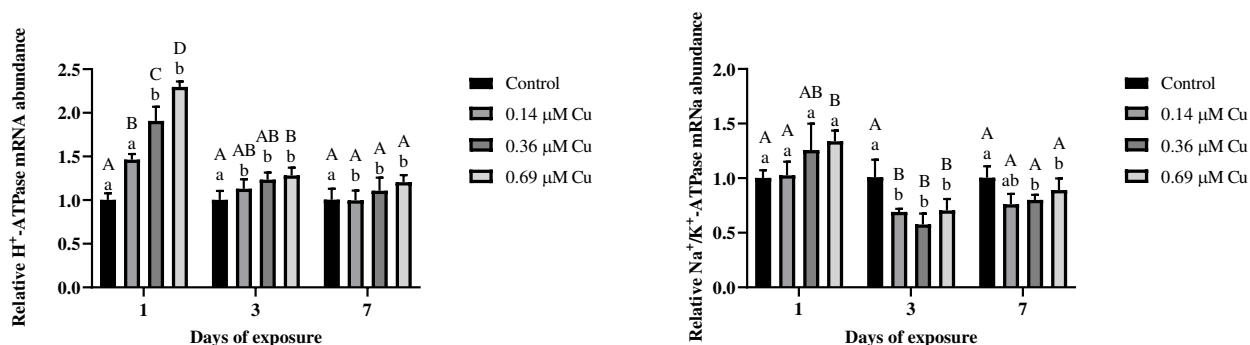 Relative H⁺-ATPase mRNA abundance
2.5
2.0
1.5
1.0
0.5
0.0
A B C D
a a b b
A AB AB B
a b b b
A A A A
a b b b
1 3 7
Days of exposure
Control
0.14 µM Cu
0.36 µM Cu
0.69 µM Cu
Relative Na⁺/K⁺-ATPase mRNa abundance
2.0
1.5
1.0
0.5
0.0
A A AB B
a a a a
A B B B
a b b b
A A A A
a ab b b
1 3 7
Days of exposure
Control
0.14 µM Cu
0.36 µM Cu
0.69 µM Cu